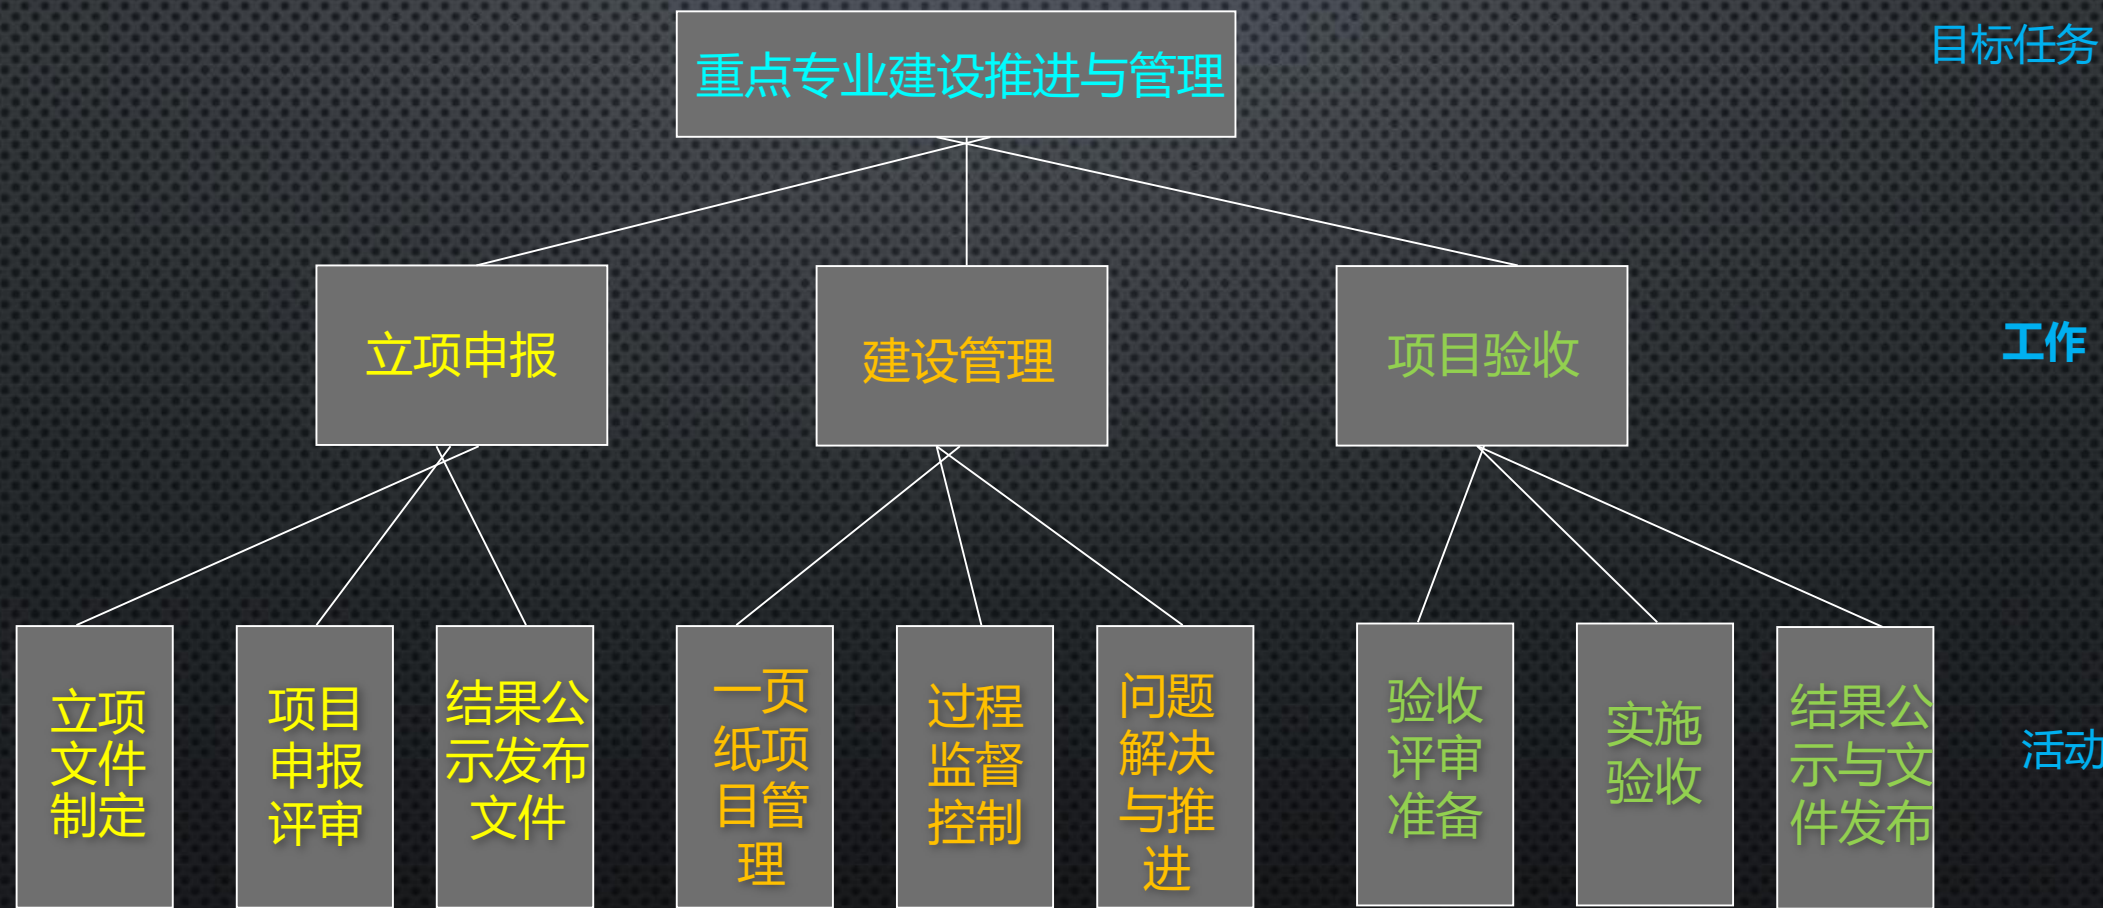 重点专业建设推进与管理
目标任务
立项申报
建设管理
项目验收
工作
立项
文件
制定
项目
申报
评审
结果公
示发布
文件
一页
纸项
目管
理
过程
监督
控制
问题
解决
与推
进
验收
评审
准备
实施
验收
结果公
示与文
件发布
活动